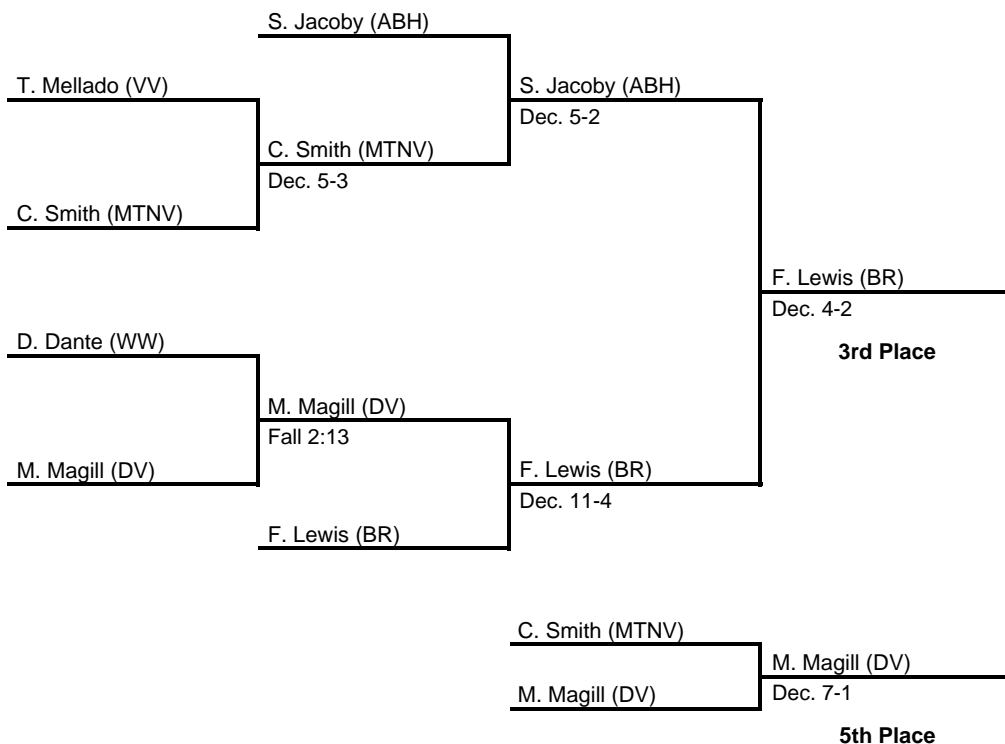 S. Jacoby (ABH)
T. Mellado (VV)
S. Jacoby (ABH)
Dec. 5-2
C. Smith (MTNV)
Dec. 5-3
C. Smith (MTNV)
F. Lewis (BR)
Dec. 4-2
D. Dante (WW)
3rd Place
M. Magill (DV)
Fall 2:13
M. Magill (DV)
F. Lewis (BR)
Dec. 11-4
F. Lewis (BR)
C. Smith (MTNV)
M. Magill (DV)
Dec. 7-1
M. Magill (DV)
5th Place